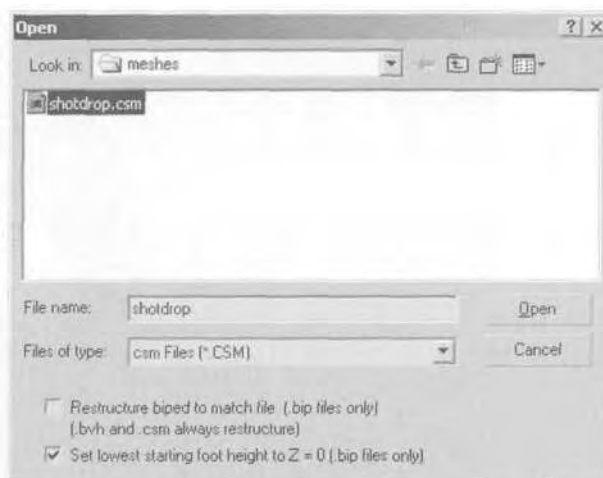 Open
Look in: meshes
shotdrop.csm
File name: shotdrop Open
Files of type: csm Files (*.CSM) Cancel
Restructure biped to match file (.bip files only)
(.bvh and .csm always restructure)
Set lowest starting foot height to Z = 0 (.bip files only)